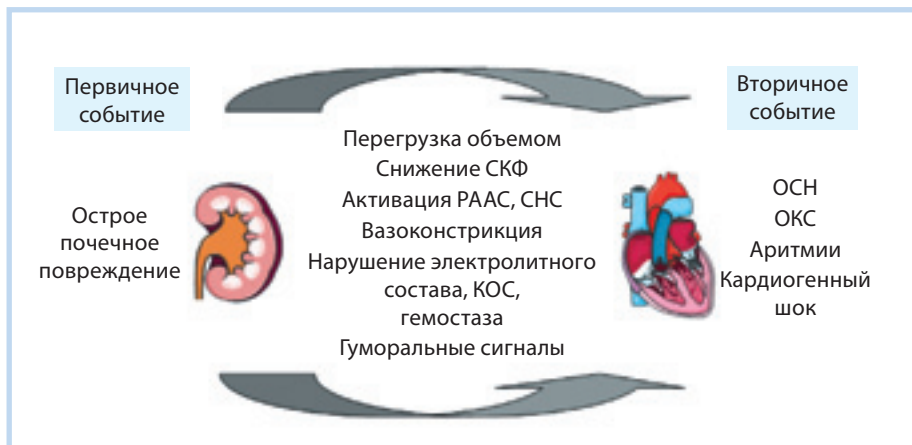 Первичное
событие
Острое
почечное
повреждение
Перегрузка объемом
Снижение СКФ
Активация РААС, СНС
Вазоконстрикция
Нарушение электролитного
состава, КОС,
гемостаза
Гуморальные сигналы
Вторичное
событие
ОСН
ОКС
Аритмии
Кардиогенный
шок